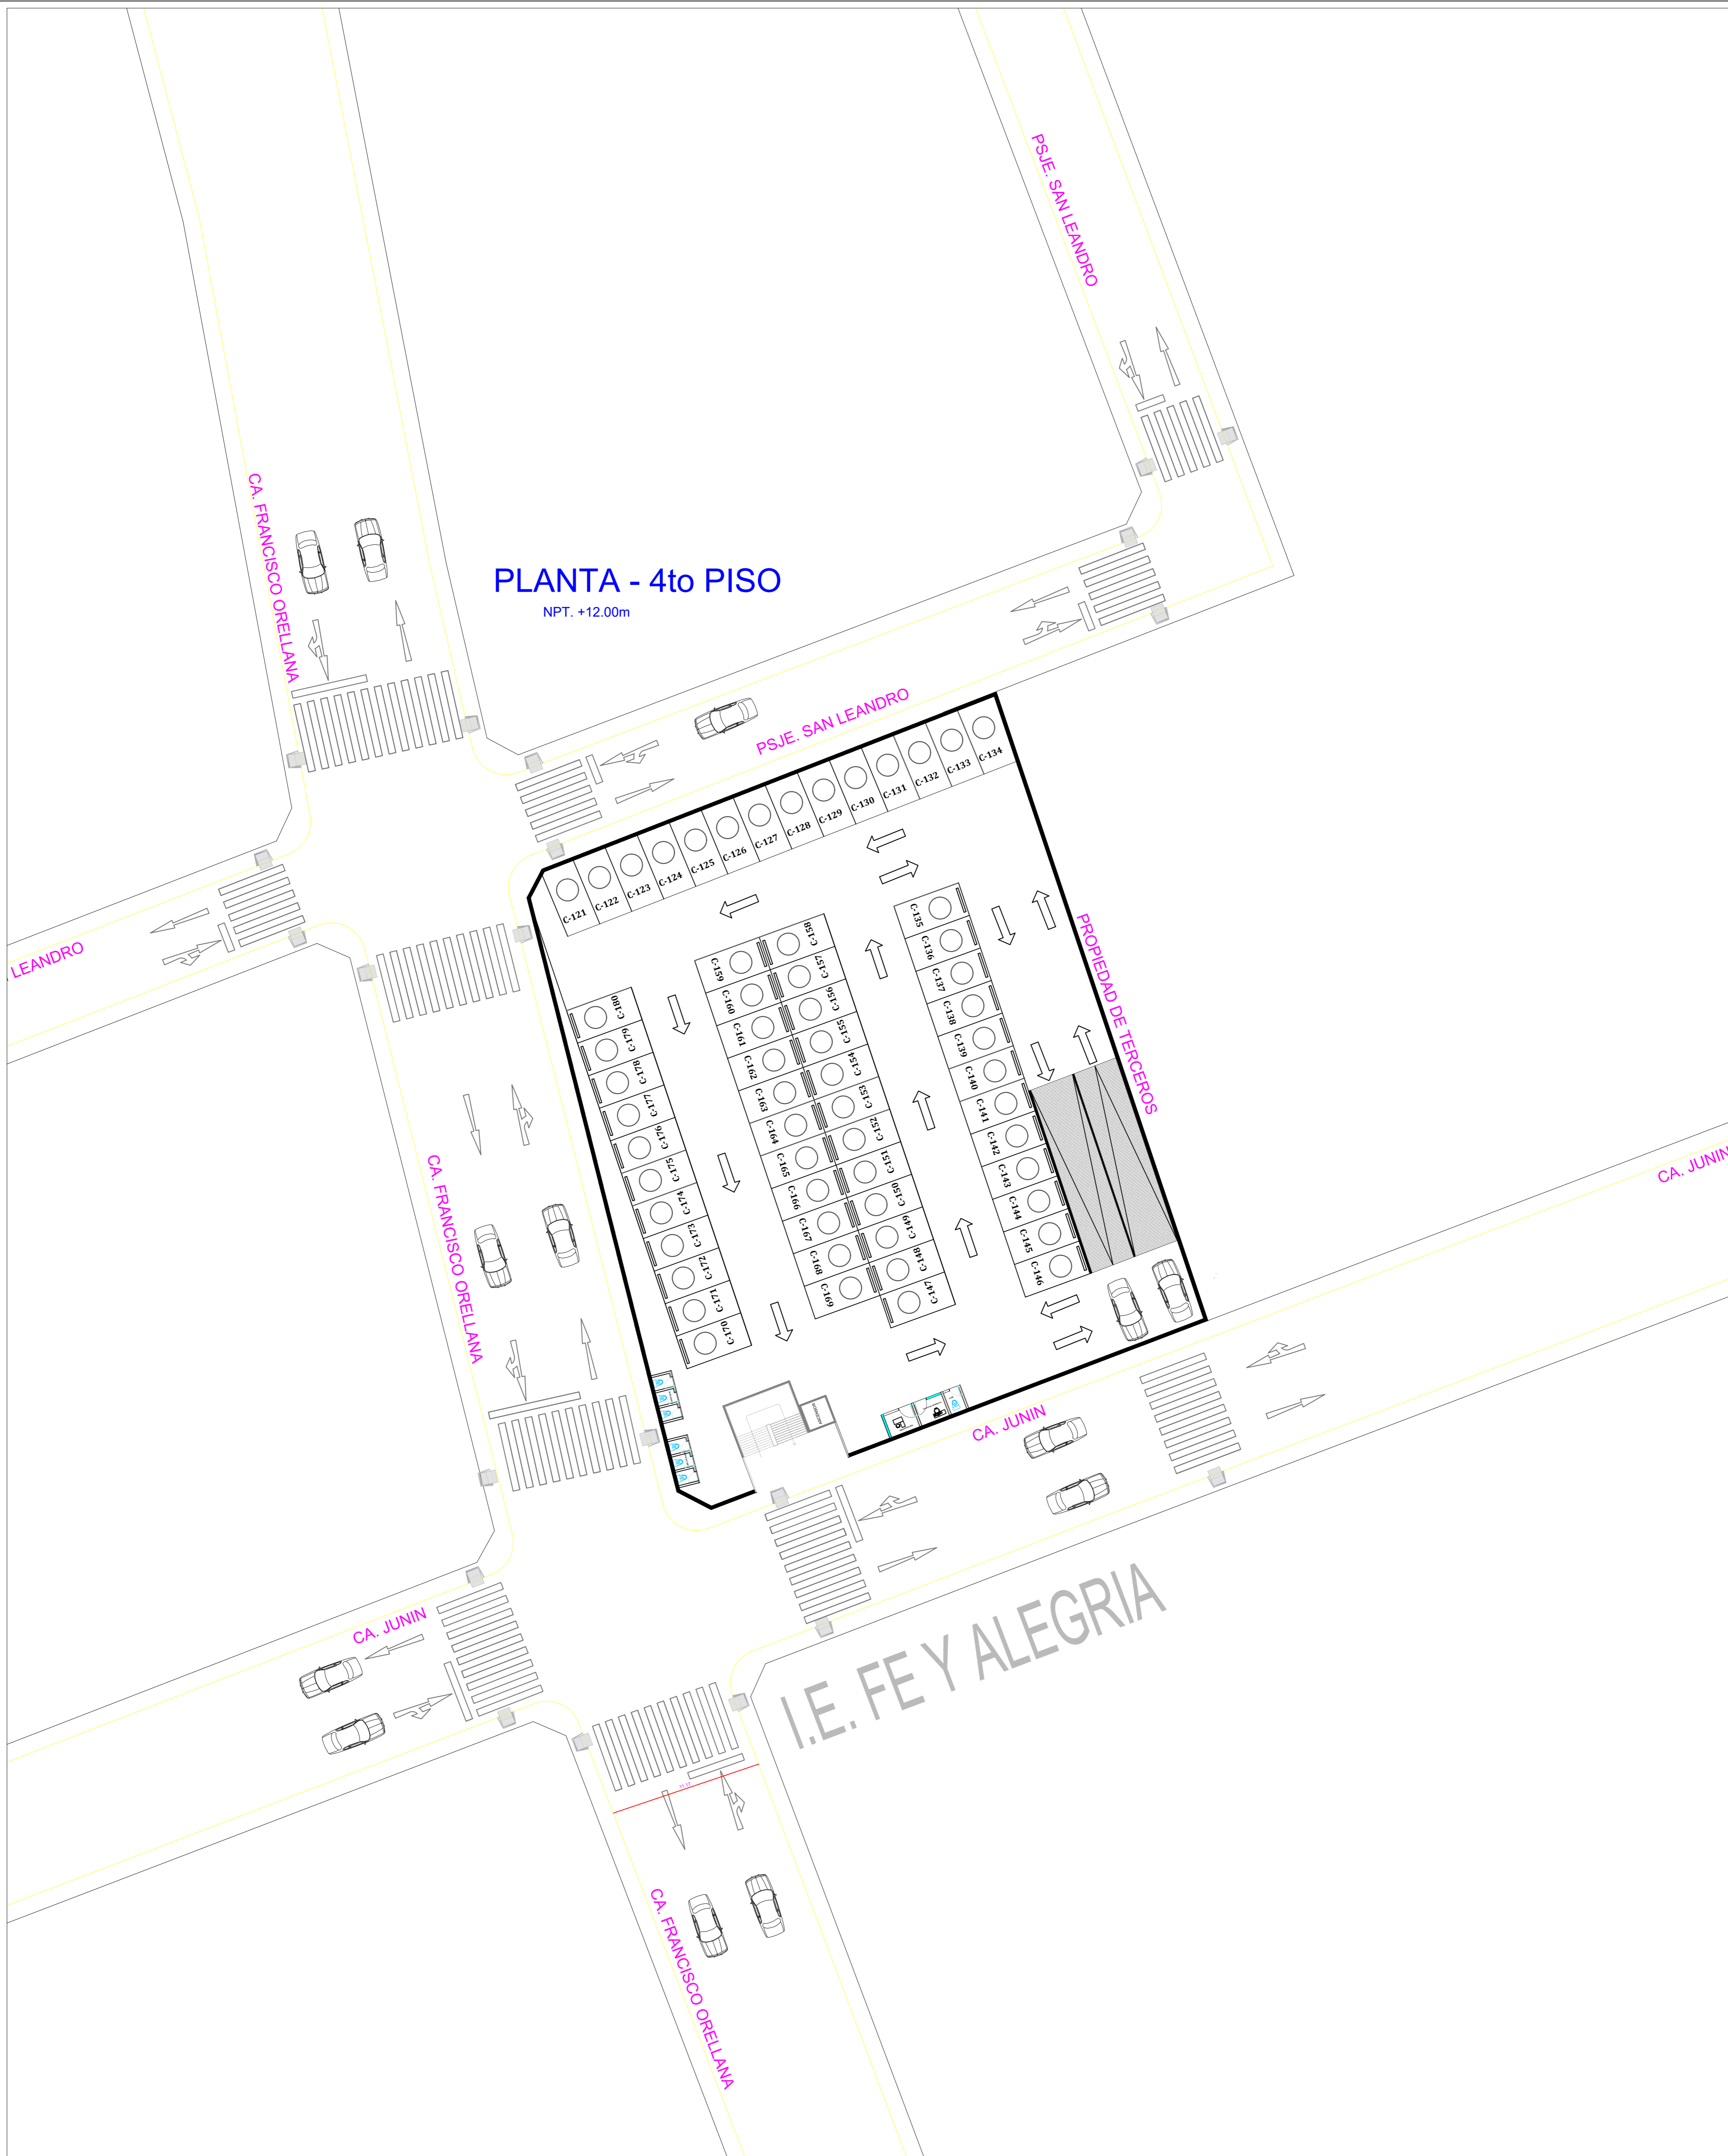 PSJE. SAN LEANDRO
CA. FRANCISCO ORELLANA
PLANTA - 4to PISO
NPT. +12.00m
PSJE. SAN LEANDRO
C-121
C-122
C-123
C-124
C-125
C-126
C-127
C-128
C-129
C-130
C-131
C-132
C-133
C-134
LEANDRO
C-135
C-136
C-137
C-138
C-139
C-140
C-141
C-142
C-143
C-144
C-145
C-146
C-158
C-157
C-156
C-155
C-154
C-153
C-152
C-151
C-150
C-149
C-148
C-147
C-159
C-160
C-161
C-162
C-163
C-164
C-165
C-166
C-167
C-168
C-169
C-180
C-179
C-178
C-177
C-176
C-175
C-174
C-173
C-172
C-171
C-170
PROPIEDAD DE TERCEROS
CA. JUNIN
CA. FRANCISCO ORELLANA
CA. JUNIN
CA. JUNIN
I.E. FE Y ALEGRIA
CA. FRANCISCO ORELLANA